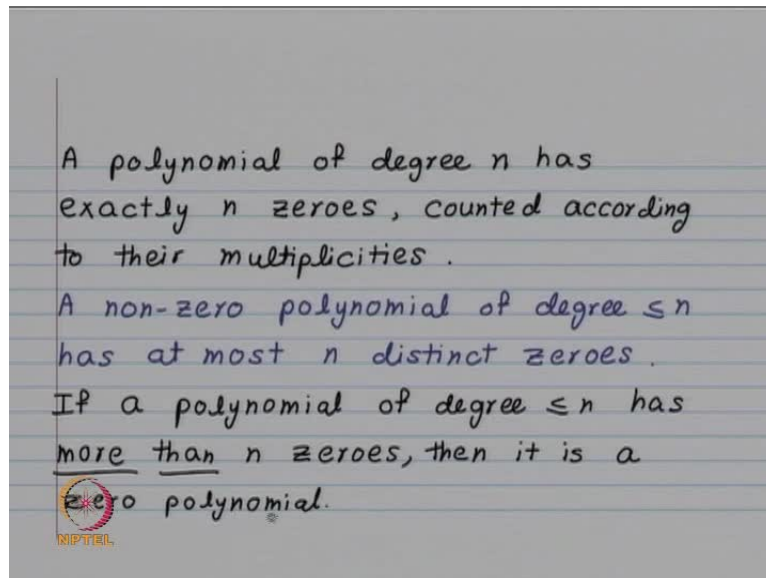 A polynomial of degree n has
exactly n zeroes, counted according
to their multiplicities.
A non-zero polynomial of degree ≤ n
has at most n distinct zeroes.
If a polynomial of degree ≤ n has
more than n zeroes, then it is a
zero polynomial.
NPTEL